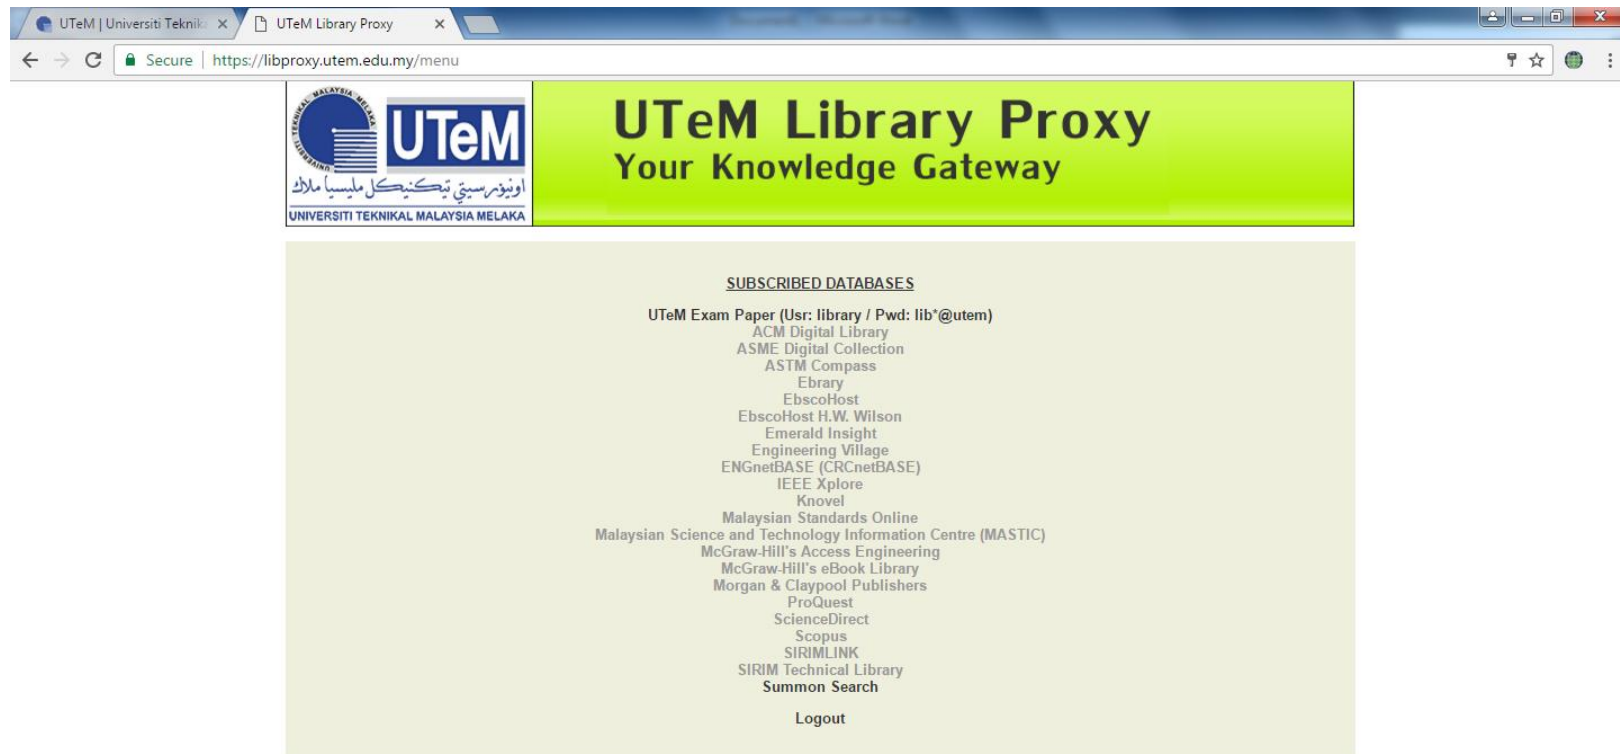 UTeM | Universiti Teknika
UTeM Library Proxy
Secure | https://libproxy.utem.edu.my/menu
UNIVERSITI TEKNIKAL MALAYSIA MELAKA
UTeM
اونيۏرسيتي تيكنيكل مليسيا ملاك
UNIVERSITI TEKNIKAL MALAYSIA MELAKA
UTeM Library Proxy
Your Knowledge Gateway
SUBSCRIBED DATABASES
UTeM Exam Paper (Usr: library / Pwd: lib*@utem)
ACM Digital Library
ASME Digital Collection
ASTM Compass
Ebrary
EbscoHost
EbscoHost H.W. Wilson
Emerald Insight
Engineering Village
ENGnetBASE (CRCnetBASE)
IEEE Xplore
Knovel
Malaysian Standards Online
Malaysian Science and Technology Information Centre (MASTIC)
McGraw-Hill's Access Engineering
McGraw-Hill's eBook Library
Morgan & Claypool Publishers
ProQuest
ScienceDirect
Scopus
SIRIMLINK
SIRIM Technical Library
Summon Search
Logout